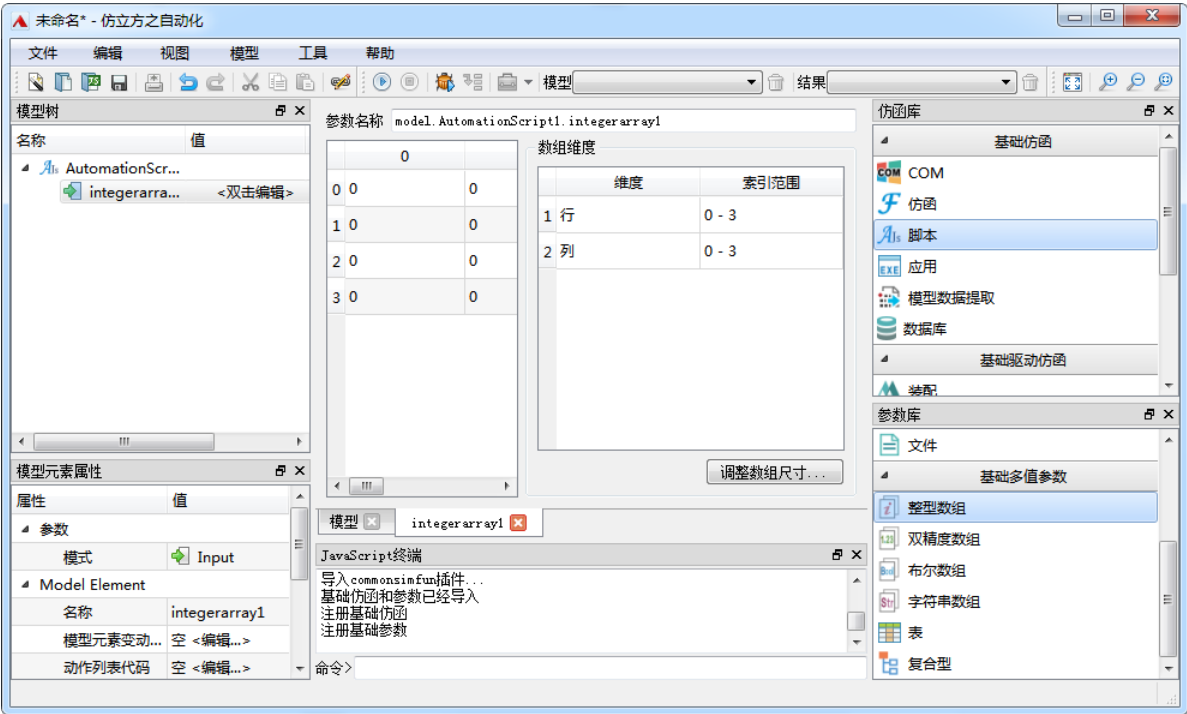 未命名* - 仿立方之自动化
文件 编辑 视图 模型 工具 帮助
模型 结果
模型树
名称 值
AutomationScr...
integerarra... <双击编辑>
模型元素属性
属性 值
参数
模式 Input
Model Element
名称 integerarray1
模型元素变动... 空 <编辑...>
动作列表代码 空 <编辑...>
参数名称 model.AutomationScript1.integerarray1
0
0 0 0
1 0 0
2 0 0
3 0 0
数组维度
维度 索引范围
1 行 0 - 3
2 列 0 - 3
调整数组尺寸...
模型 integerarray1
JavaScript终端
导入commonsimfun插件...
基础仿函和参数已经导入
注册基础仿函
注册基础参数
命令>
仿函库
基础仿函
COM COM
仿函
脚本
EXE 应用
模型数据提取
数据库
基础驱动仿函
装配
参数库
文件
基础多值参数
整型数组
1.23 双精度数组
Bool 布尔数组
Str 字符串数组
表
复合型